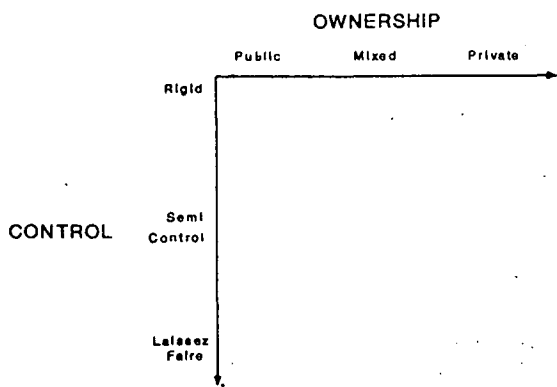 OWNERSHIP
Public Mixed Private
Rigid
Semi
Control
CONTROL
Laissez
Faire